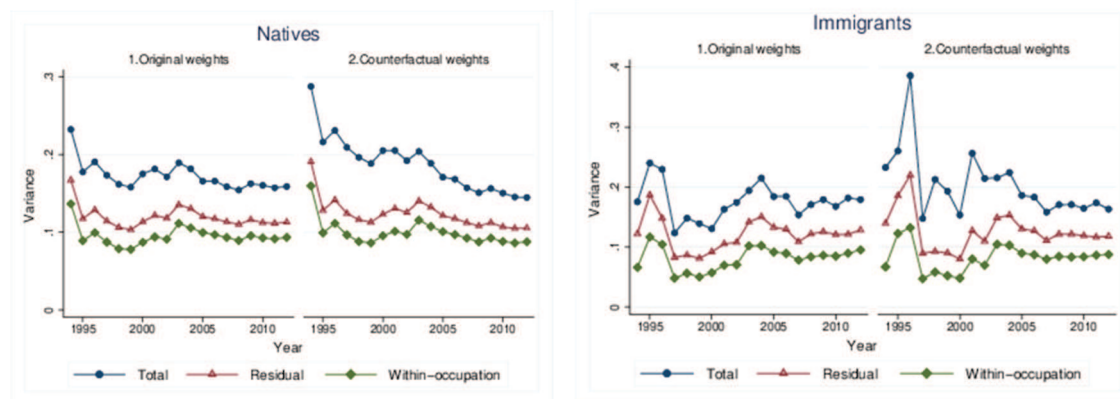 Natives
1.Original weights 2.Counterfactual weights
.3
.2
.1
0
Variance
1995 2000 2005 2010 1995 2000 2005 2010
Year
Total Residual Within-occupation
Immigrants
1.Original weights 2.Counterfactual weights
.4
.3
.2
.1
0
Variance
1995 2000 2005 2010 1995 2000 2005 2010
Year
Total Residual Within-occupation